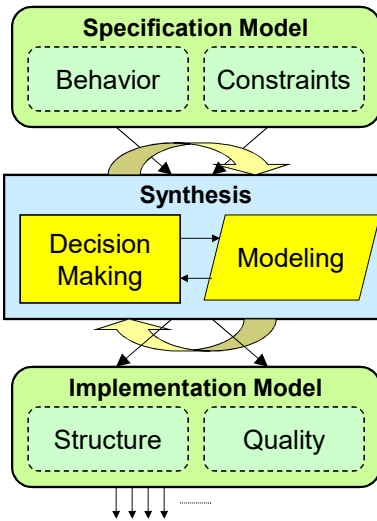 Specification Model
Behavior
Constraints
Synthesis
Decision
Making
Modeling
Implementation Model
Structure
Quality